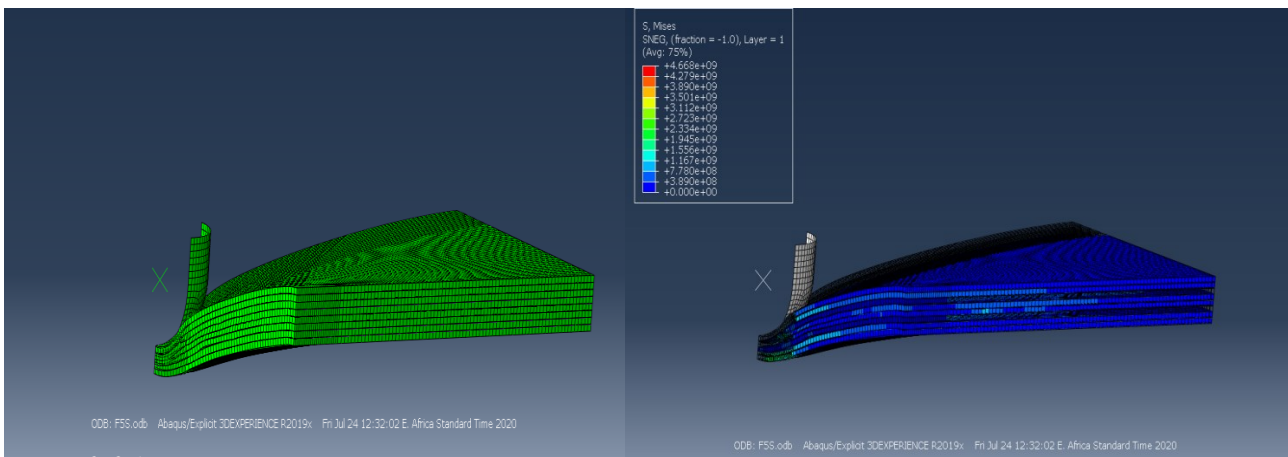 S, Mises
SNEG, (fraction = -1.0), Layer = 1
(Avg: 75%)
+4.668e+09
+4.279e+09
+3.890e+09
+3.501e+09
+3.112e+09
+2.723e+09
+2.334e+09
+1.945e+09
+1.556e+09
+1.167e+09
+7.780e+08
+3.890e+08
+0.000e+00
X
X
ODB: F5S.odb Abaqus/Explicit 3DEXPERIENCE R2019x Fri Jul 24 12:32:02 E. Africa Standard Time 2020
ODB: F5S.odb Abaqus/Explicit 3DEXPERIENCE R2019x Fri Jul 24 12:32:02 E. Africa Standard Time 2020